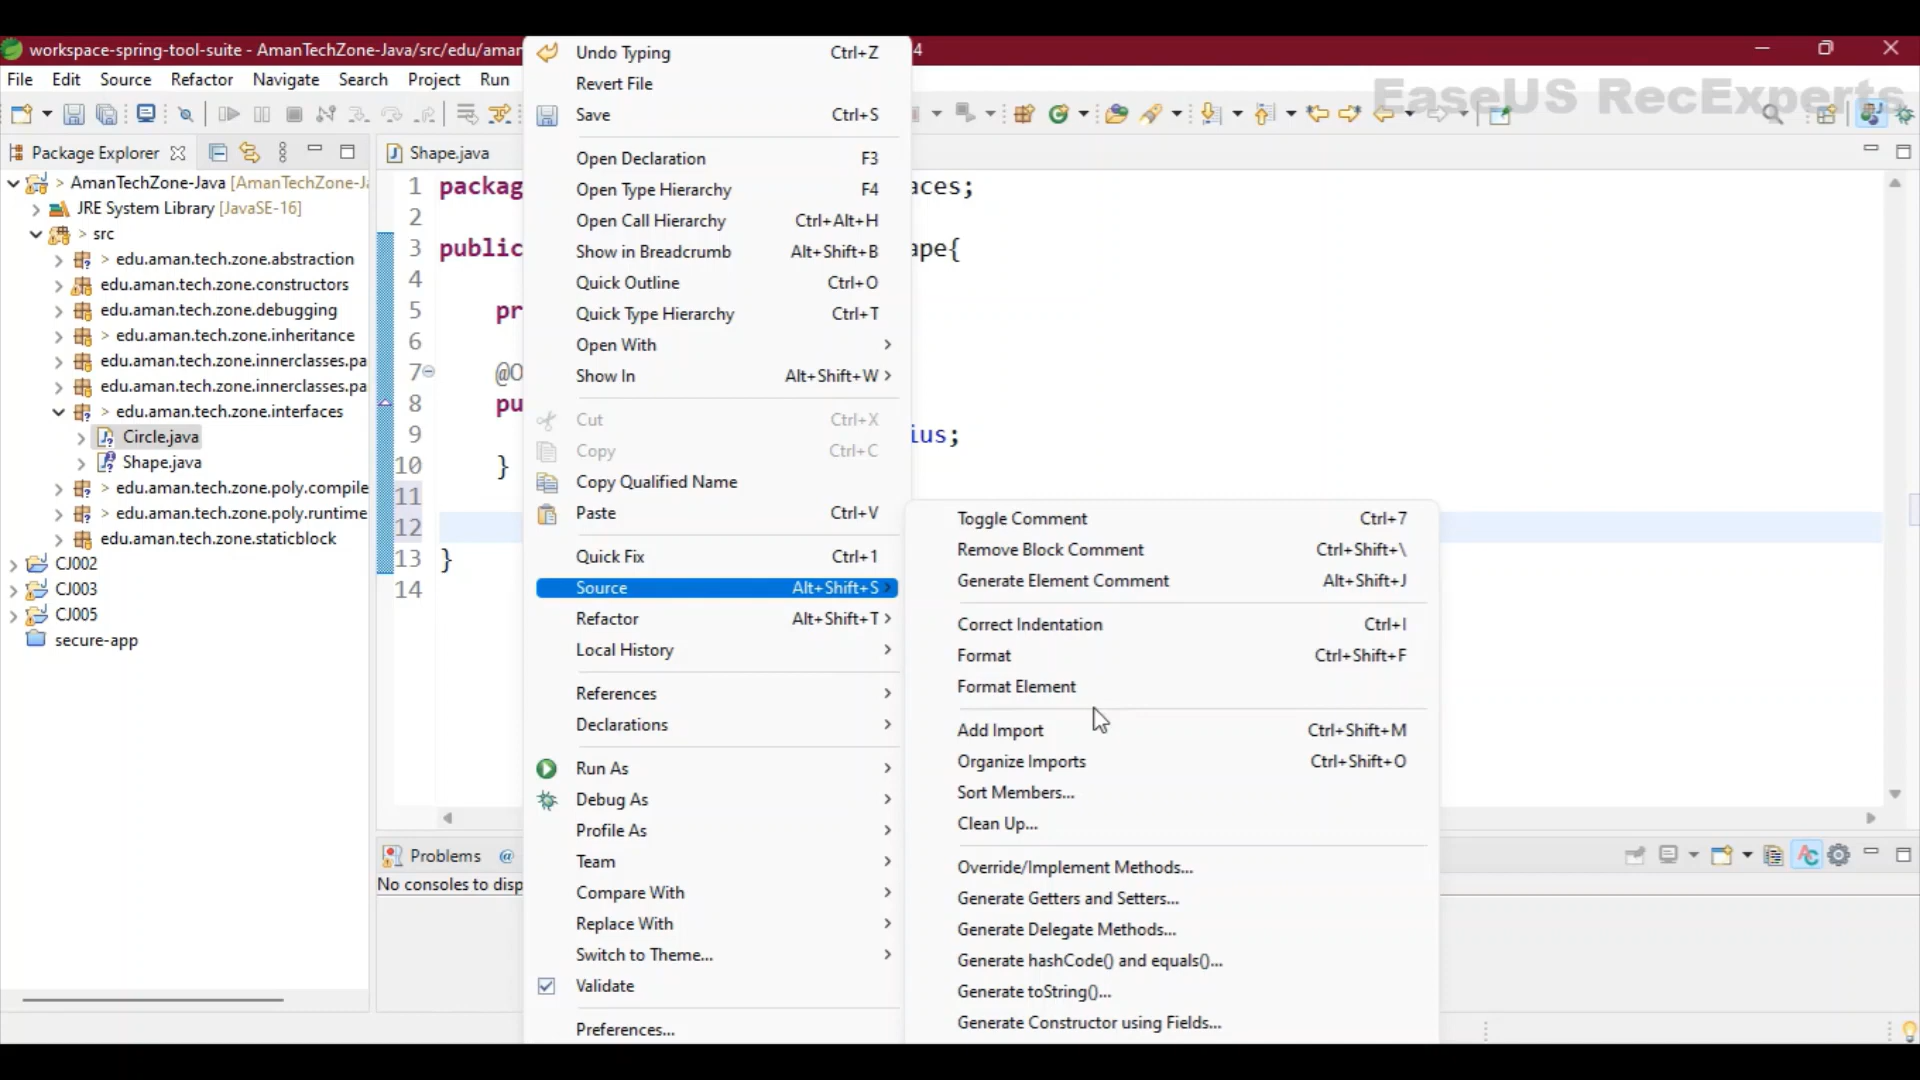 workspace-spring-tool-suite - AmanTechZone-Java/src/edu/aman
4
EaseUS RecExperts
File Edit Source Refactor Navigate Search Project Run
Package Explorer
AmanTechZone-Java [AmanTechZone-J
JRE System Library [JavaSE-16]
> src
> edu.aman.tech.zone.abstraction
edu.aman.tech.zone.constructors
edu.aman.tech.zone.debugging
> edu.aman.tech.zone.inheritance
edu.aman.tech.zone.innerclasses.pa
edu.aman.tech.zone.innerclasses.pa
> edu.aman.tech.zone.interfaces
Circle.java
Shape.java
> edu.aman.tech.zone.poly.compile
> edu.aman.tech.zone.poly.runtime
edu.aman.tech.zone.staticblock
CJ002
CJ003
CJ005
secure-app
Shape.java
1 packag aces;
2
3 public ape{
4
5 pr
6
7 @O
8 pu
9 ius;
10 }
11
12
13 }
14
Problems @
No consoles to disp
Undo Typing Ctrl+Z
Revert File
Save Ctrl+S
Open Declaration F3
Open Type Hierarchy F4
Open Call Hierarchy Ctrl+Alt+H
Show in Breadcrumb Alt+Shift+B
Quick Outline Ctrl+O
Quick Type Hierarchy Ctrl+T
Open With
Show In Alt+Shift+W
Cut Ctrl+X
Copy Ctrl+C
Copy Qualified Name
Paste Ctrl+V
Quick Fix Ctrl+1
Source Alt+Shift+S
Refactor Alt+Shift+T
Local History
References
Declarations
Run As
Debug As
Profile As
Team
Compare With
Replace With
Switch to Theme...
Validate
Preferences...
Toggle Comment Ctrl+7
Remove Block Comment Ctrl+Shift+\
Generate Element Comment Alt+Shift+J
Correct Indentation Ctrl+I
Format Ctrl+Shift+F
Format Element
Add Import Ctrl+Shift+M
Organize Imports Ctrl+Shift+O
Sort Members...
Clean Up...
Override/Implement Methods...
Generate Getters and Setters...
Generate Delegate Methods...
Generate hashCode() and equals()...
Generate toString()...
Generate Constructor using Fields...